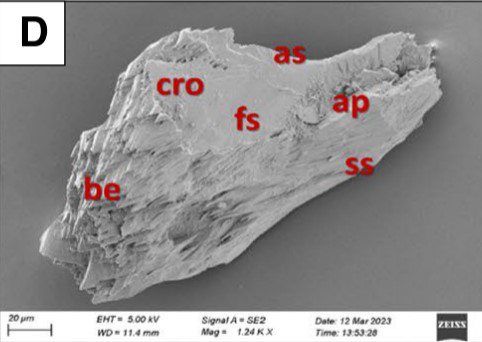 D
as
cro
ap
fs
ss
be
20 µm
EHT = 5.00 kV
Signal A = SE2
Date: 12 Mar 2023
ZEISS
WD = 11.4 mm
Mag = 1.24 K X
Time: 13:53:28